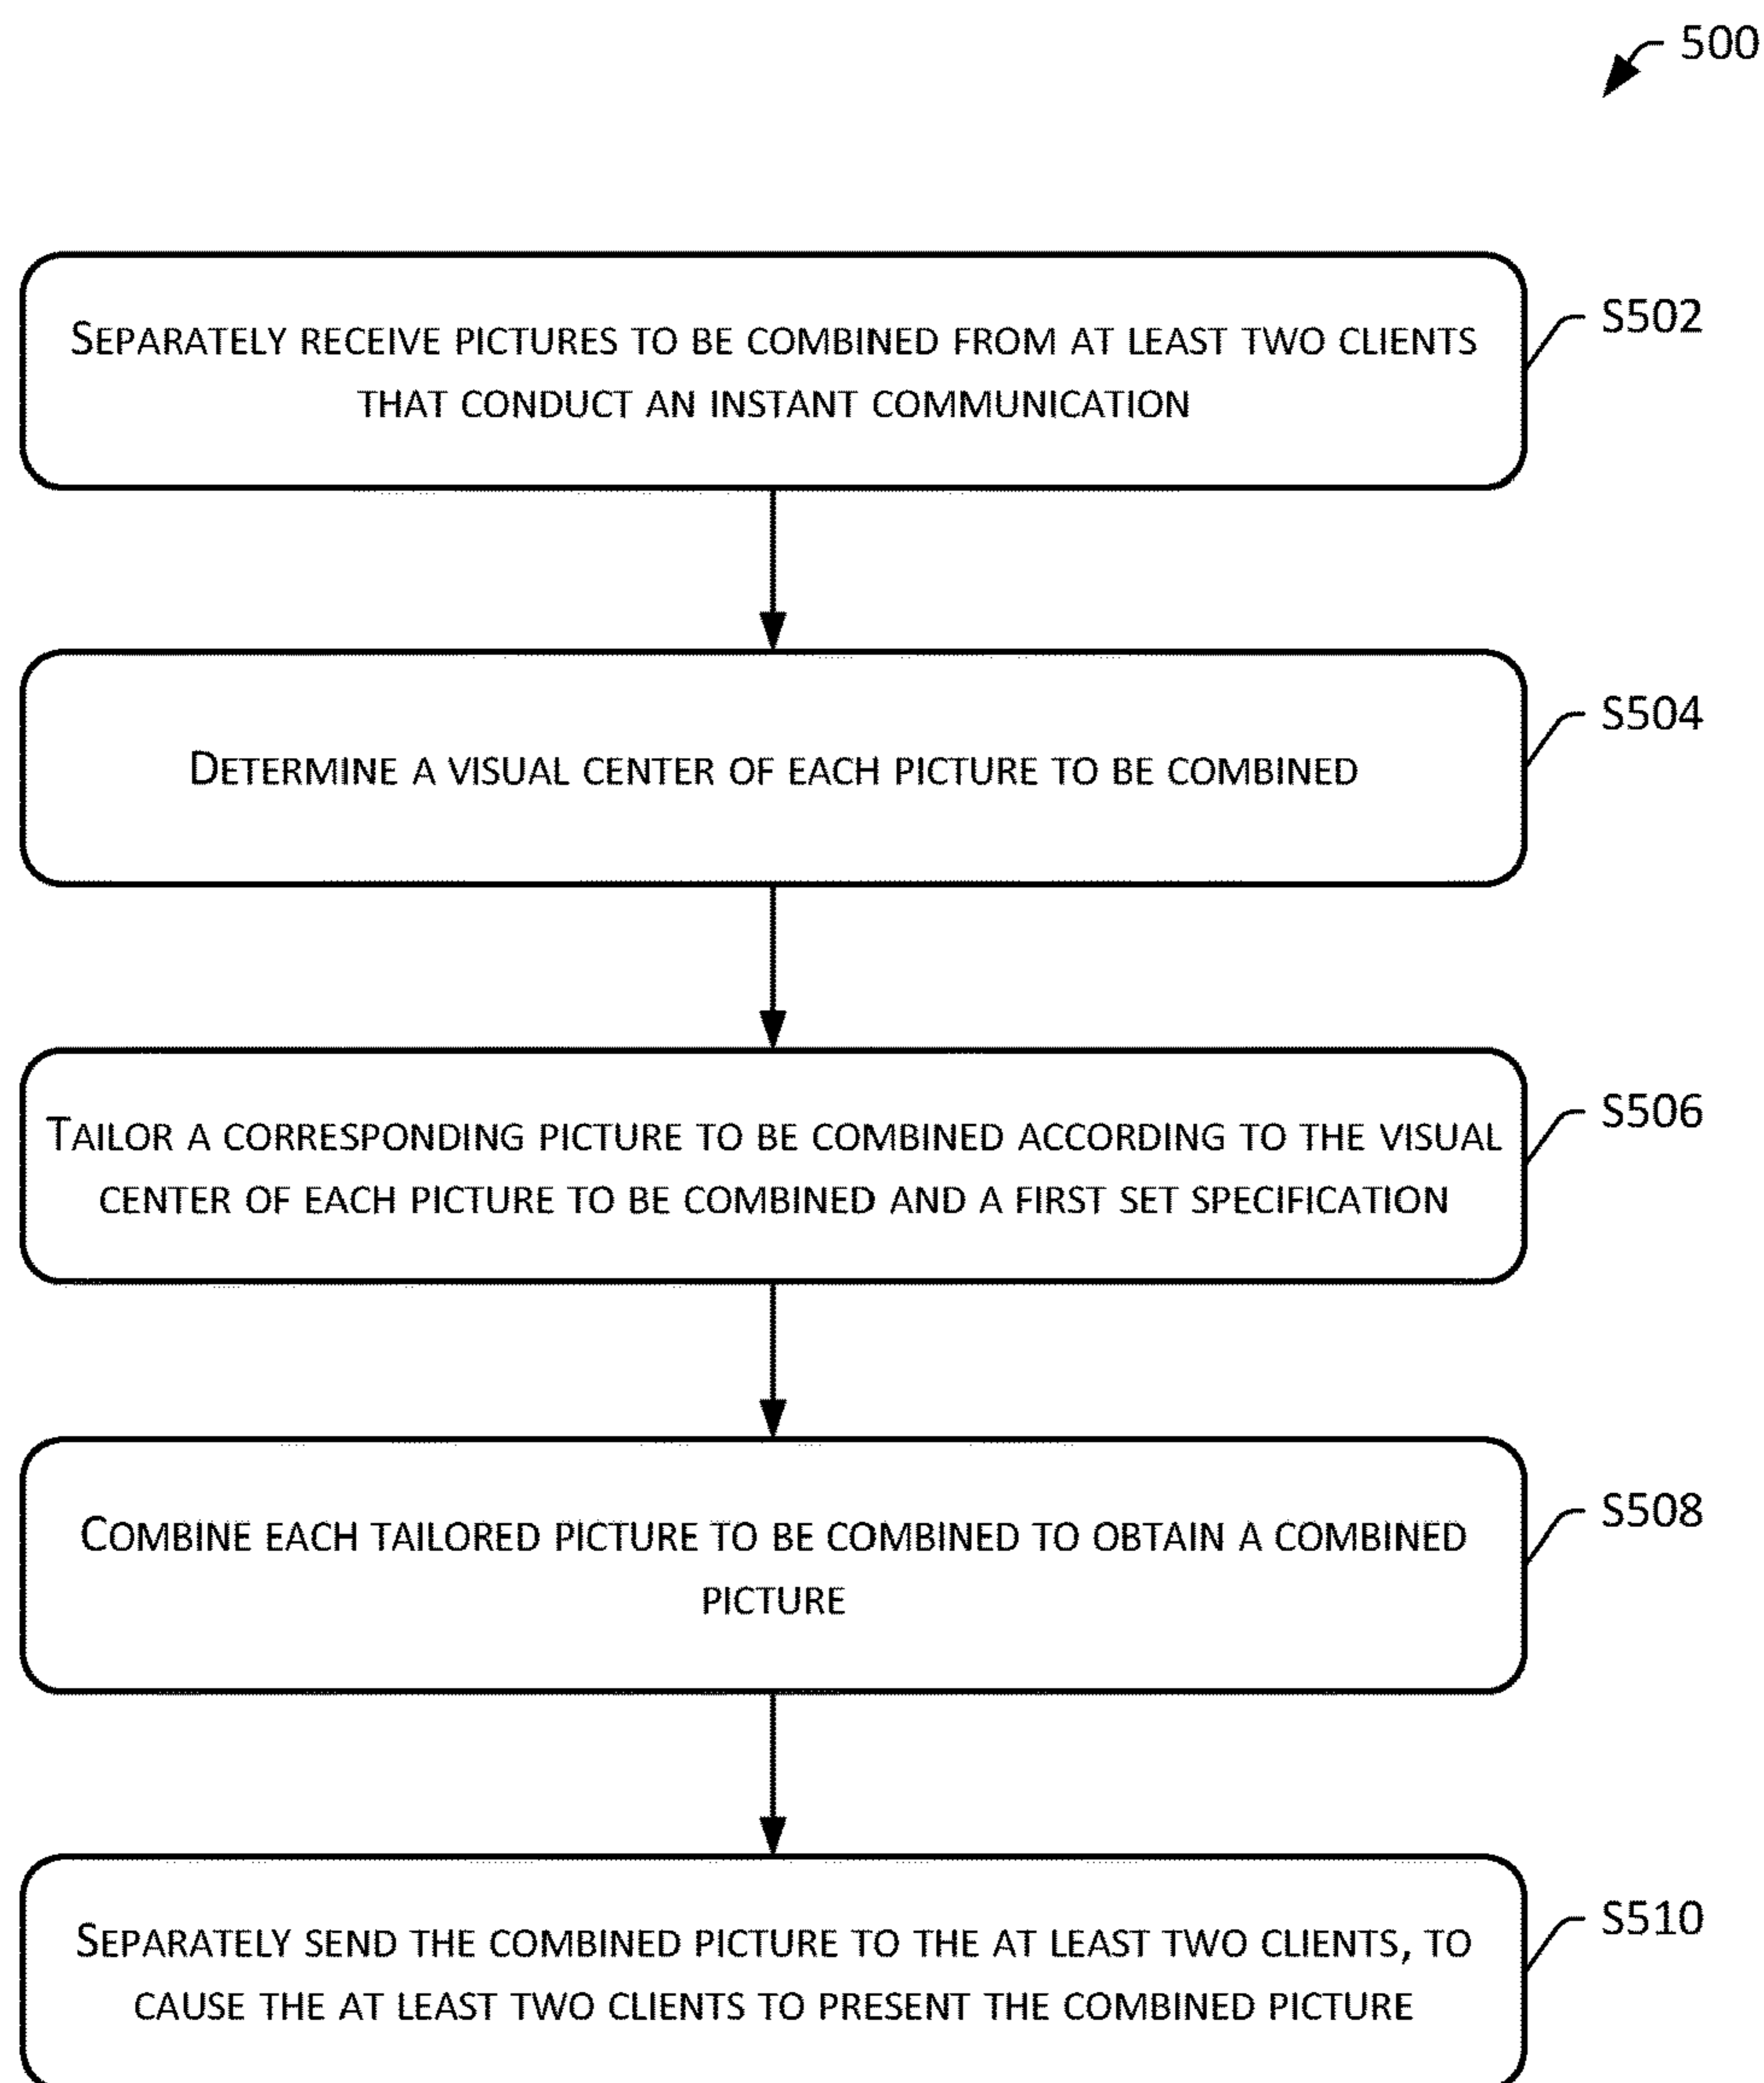 500
SEPARATELY RECEIVE PICTURES TO BE COMBINED FROM AT LEAST TWO CLIENTS
THAT CONDUCT AN INSTANT COMMUNICATION
S502
DETERMINE A VISUAL CENTER OF EACH PICTURE TO BE COMBINED
S504
TAILOR A CORRESPONDING PICTURE TO BE COMBINED ACCORDING TO THE VISUAL
CENTER OF EACH PICTURE TO BE COMBINED AND A FIRST SET SPECIFICATION
S506
COMBINE EACH TAILORED PICTURE TO BE COMBINED TO OBTAIN A COMBINED
PICTURE
S508
SEPARATELY SEND THE COMBINED PICTURE TO THE AT LEAST TWO CLIENTS, TO
CAUSE THE AT LEAST TWO CLIENTS TO PRESENT THE COMBINED PICTURE
S510